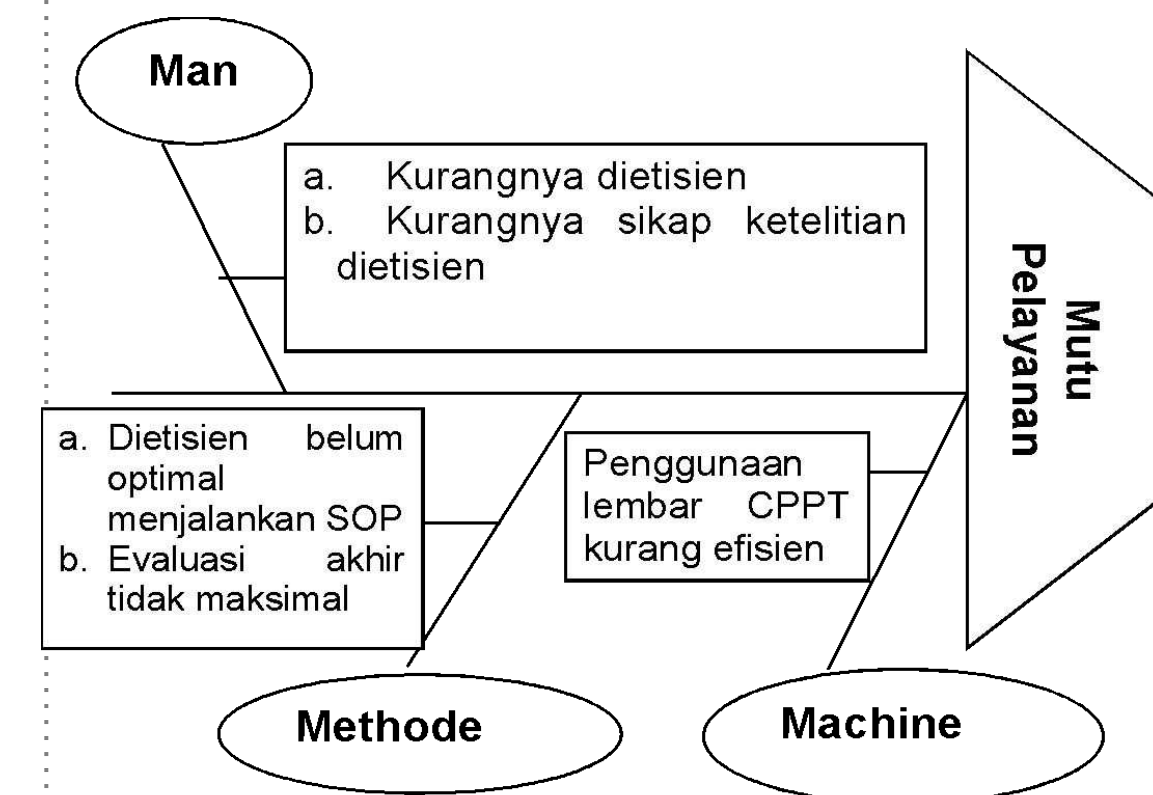 Man
a. Kurangnya dietisien
b. Kurangnya sikap ketelitian
dietisien
Mutu
Pelayanan
a. Dietisien belum
optimal
menjalankan SOP
b. Evaluasi akhir
tidak maksimal
Penggunaan
lembar CPPT
kurang efisien
Methode
Machine